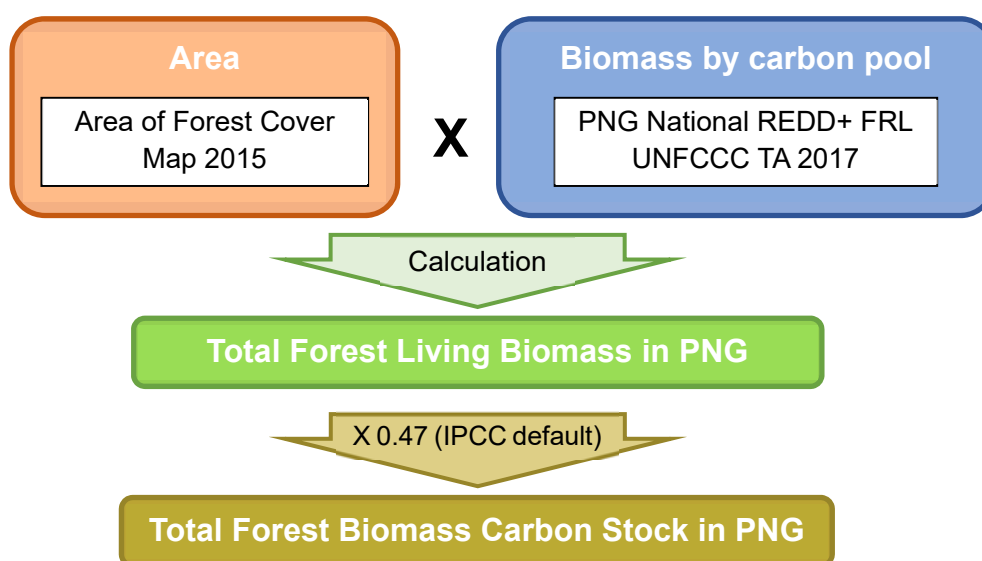 Area
Area of Forest Cover
Map 2015
X
Biomass by carbon pool
PNG National REDD+ FRL
UNFCCC TA 2017
Calculation
Total Forest Living Biomass in PNG
X 0.47 (IPCC default)
Total Forest Biomass Carbon Stock in PNG